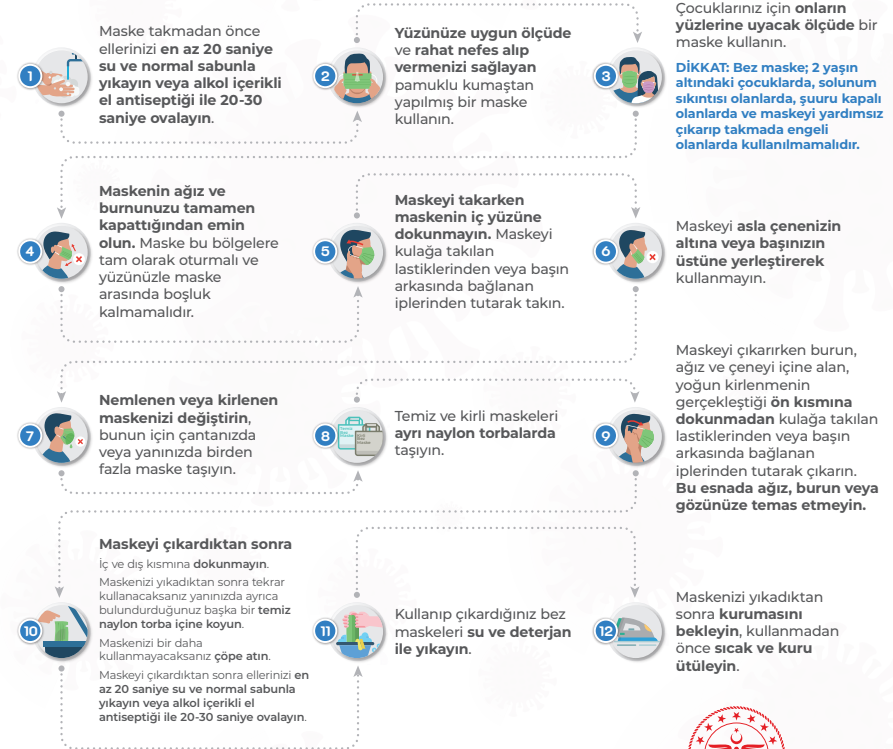 1
Maske takmadan önce
ellerinizi en az 20 saniye
su ve normal sabunla
yıkayın veya alkol içerikli
el antiseptiği ile 20-30
saniye ovalayın.
2
Yüzünüze uygun ölçüde
ve rahat nefes alıp
vermenizi sağlayan
pamuklu kumaştan
yapılmış bir maske
kullanın.
3
Çocuklarınız için onların
yüzlerine uyacak ölçüde bir
maske kullanın.
DİKKAT: Bez maske; 2 yaşın
altındaki çocuklarda, solunum
sıkıntısı olanlarda, şuuru kapalı
olanlarda ve maskeyi yardımsız
çıkarıp takmada engeli
olanlarda kullanılmamalıdır.
4
Maskenin ağız ve
burnunuzu tamamen
kapattığından emin
olun. Maske bu bölgelere
tam olarak oturmalı ve
yüzünüzle maske
arasında boşluk
kalmamalıdır.
5
Maskeyi takarken
maskenin iç yüzüne
dokunmayın. Maskeyi
kulağa takılan
lastiklerinden veya başın
arkasında bağlanan
iplerinden tutarak takın.
6
Maskeyi asla çenenizin
altına veya başınızın
üstüne yerleştirerek
kullanmayın.
7
Nemlenen veya kirlenen
maskenizi değiştirin,
bunun için çantanızda
veya yanınızda birden
fazla maske taşıyın.
8
Temiz ve kirli maskeleri
ayrı naylon torbalarda
taşıyın.
9
Maskeyi çıkarırken burun,
ağız ve çeneyi içine alan,
yoğun kirlenmenin
gerçekleştiği ön kısmına
dokunmadan kulağa takılan
lastiklerinden veya başın
arkasında bağlanan
iplerinden tutarak çıkarın.
Bu esnada ağız, burun veya
gözünüze temas etmeyin.
10
Maskeyi çıkardıktan sonra
İç ve dış kısmına dokunmayın.
Maskenizi yıkadıktan sonra tekrar
kullanacaksanız yanınızda ayrıca
bulundurduğunuz başka bir temiz
naylon torba içine koyun.
Maskenizi bir daha
kullanmayacaksanız çöpe atın.
Maskeyi çıkardıktan sonra ellerinizi en
az 20 saniye su ve normal sabunla
yıkayın veya alkol içerikli el
antiseptiği ile 20-30 saniye ovalayın.
11
Kullanıp çıkardığınız bez
maskeleri su ve deterjan
ile yıkayın.
12
Maskenizi yıkadıktan
sonra kurumasını
bekleyin, kullanmadan
önce sıcak ve kuru
ütüleyin.